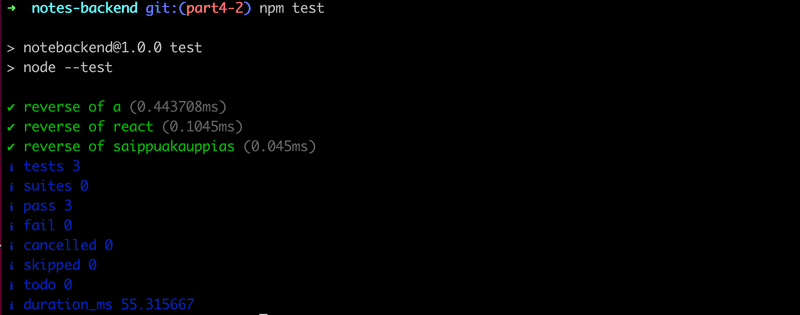 ➜ notes-backend git:(part4-2) npm test
> notebackend@1.0.0 test
> node --test
✔ reverse of a (0.443708ms)
✔ reverse of react (0.1045ms)
✔ reverse of saippuakauppias (0.045ms)
ℹ tests 3
ℹ suites 0
ℹ pass 3
ℹ fail 0
ℹ cancelled 0
ℹ skipped 0
ℹ todo 0
ℹ duration_ms 55.315667